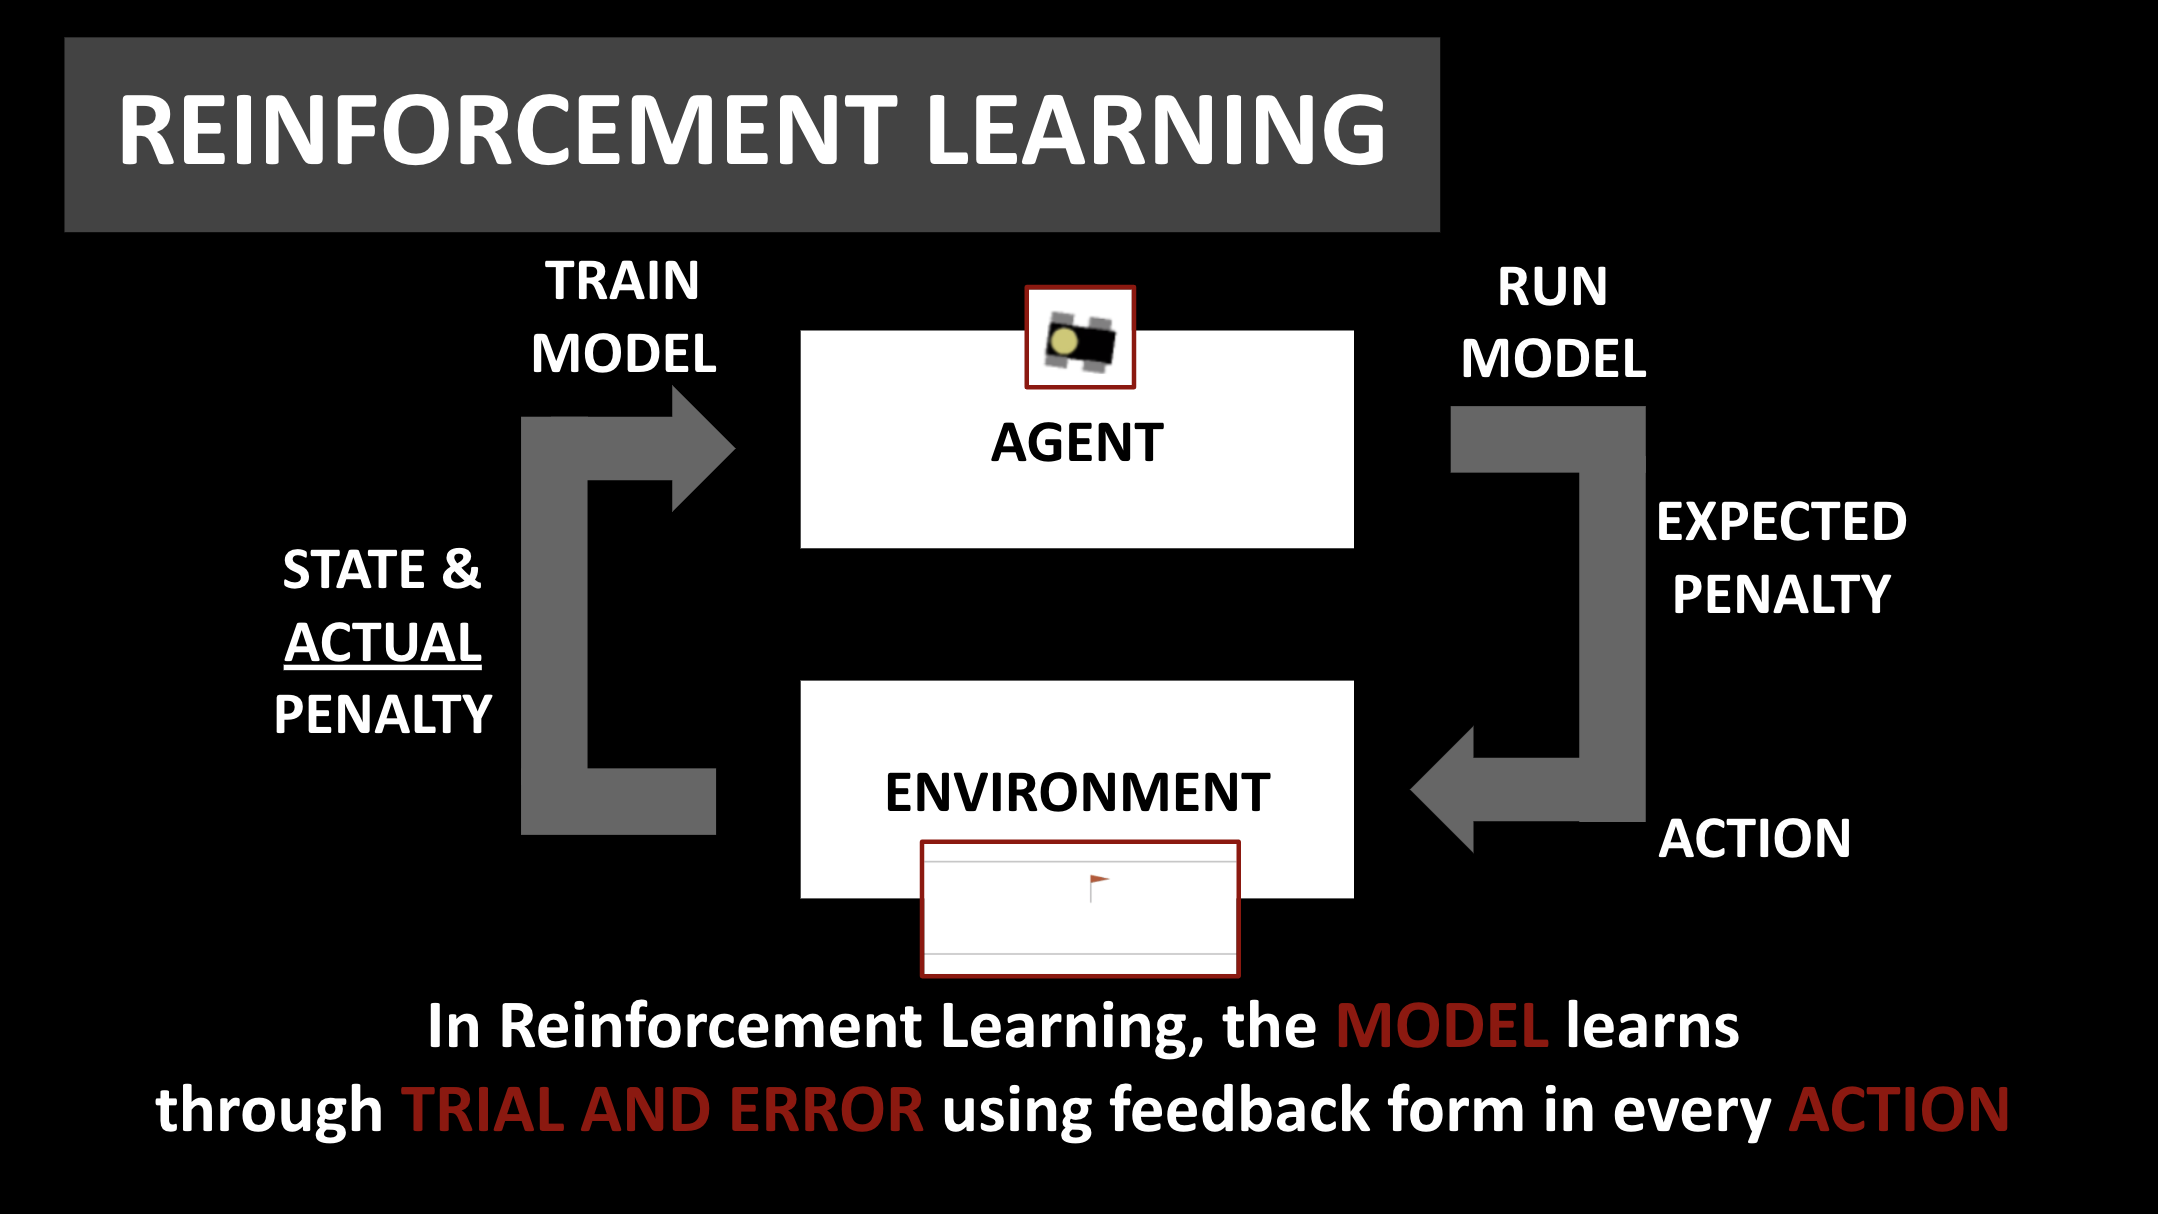 REINFORCEMENT LEARNING
TRAIN
MODEL
RUN
MODEL
AGENT
EXPECTED
PENALTY
STATE &
ACTUAL
PENALTY
ENVIRONMENT
ACTION
In Reinforcement Learning, the MODEL learns
through TRIAL AND ERROR using feedback form in every ACTION